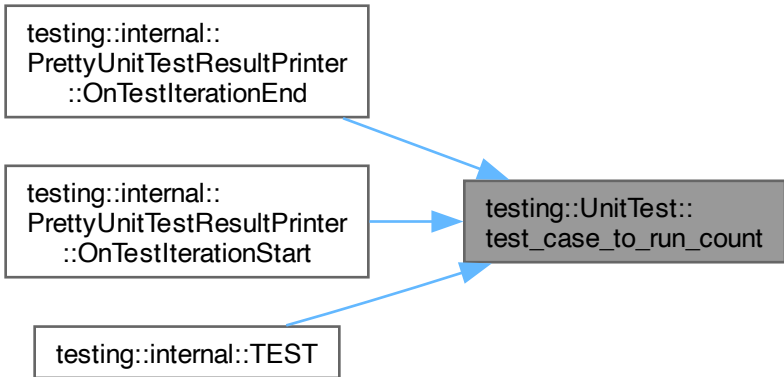 testing::internal::
PrettyUnitTestResultPrinter
::OnTestIterationEnd
testing::internal::
PrettyUnitTestResultPrinter
::OnTestIterationStart
testing::UnitTest::
test_case_to_run_count
testing::internal::TEST